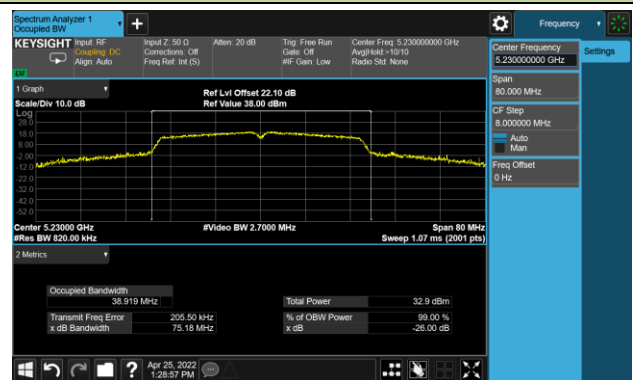 Spectrum Analyzer 1
Occupied BW
+
Frequency
KEYSIGHT
Input: RF
Coupling: DC
Align: Auto
Input Z: 50 Ω
Corrections: Off
Freq Ref: Int (S)
Atten: 20 dB
Trig: Free Run
Gate: Off
#IF Gain: Low
Center Freq: 5.230000000 GHz
Avg|Hold:>10/10
Radio Std: None
Center Frequency
5.230000000 GHz
Settings
Span
80.000 MHz
CF Step
8.000000 MHz
Auto
Man
Freq Offset
0 Hz
1 Graph
Scale/Div 10.0 dB
Ref Lvl Offset 22.10 dB
Ref Value 38.00 dBm
Log
28.0
18.0
8.00
-2.00
-12.0
-22.0
-32.0
-42.0
-52.0
Center 5.23000 GHz
#Res BW 820.00 kHz
#Video BW 2.7000 MHz
Span 80 MHz
Sweep 1.07 ms (2001 pts)
2 Metrics
Occupied Bandwidth
38.919 MHz
Total Power 32.9 dBm
Transmit Freq Error 205.50 kHz
% of OBW Power 99.00 %
x dB Bandwidth 75.18 MHz
x dB -26.00 dB
?
Apr 25, 2022
1:28:57 PM